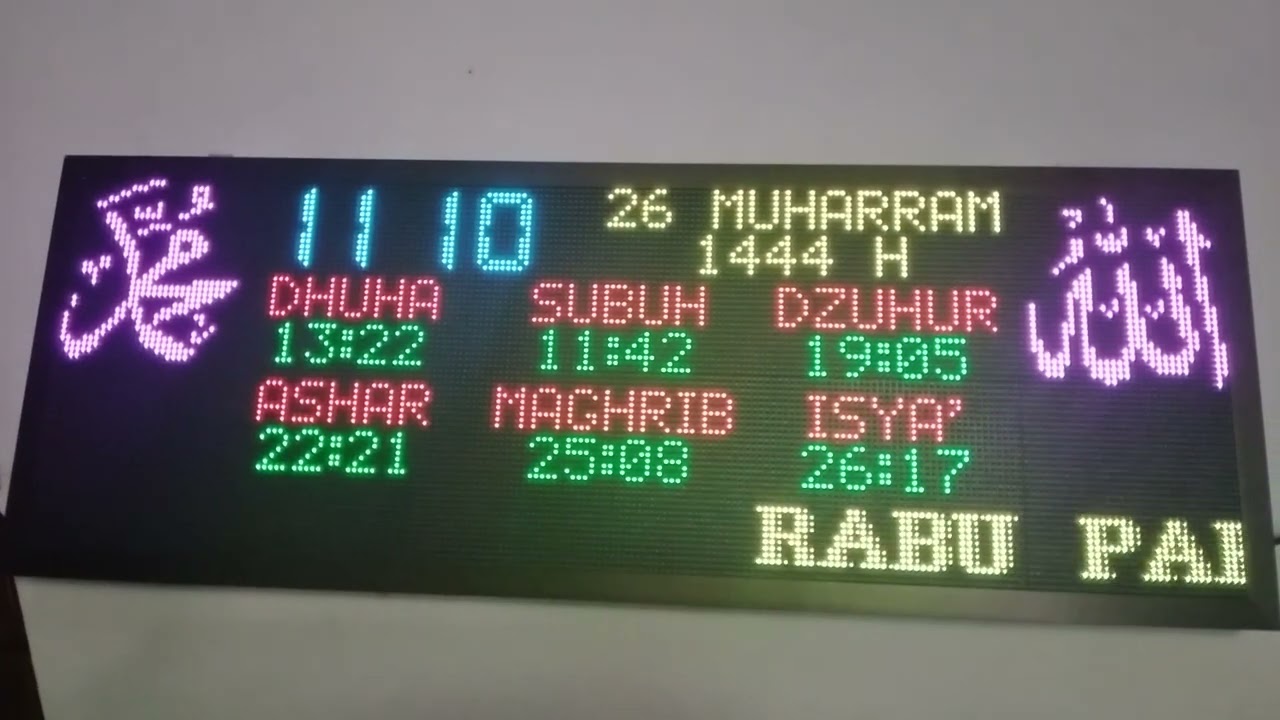 محمد
11 10
26 MUHARRAM
1444 H
الله
DHUHA SUBUH DZUHUR
13:22 11:42 19:05
ASHAR MAGHRIB ISYA'
22:21 25:08 26:17
RABU